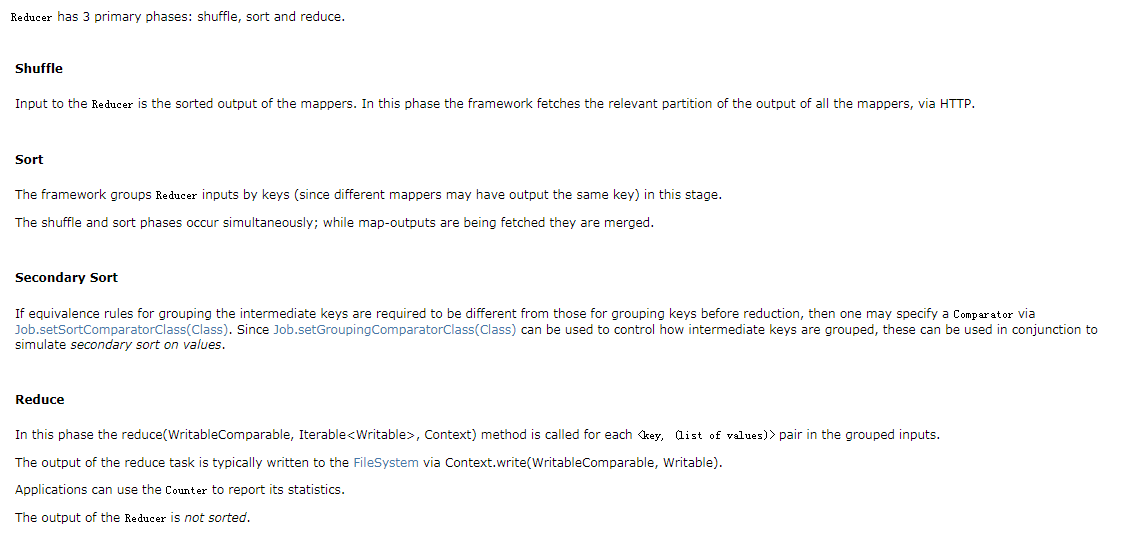 Reducer has 3 primary phases: shuffle, sort and reduce.
Shuffle
Input to the Reducer is the sorted output of the mappers. In this phase the framework fetches the relevant partition of the output of all the mappers, via HTTP.
Sort
The framework groups Reducer inputs by keys (since different mappers may have output the same key) in this stage.
The shuffle and sort phases occur simultaneously; while map-outputs are being fetched they are merged.
Secondary Sort
If equivalence rules for grouping the intermediate keys are required to be different from those for grouping keys before reduction, then one may specify a Comparator via
Job.setSortComparatorClass(Class). Since Job.setGroupingComparatorClass(Class) can be used to control how intermediate keys are grouped, these can be used in conjunction to
simulate secondary sort on values.
Reduce
In this phase the reduce(WritableComparable, Iterable<Writable>, Context) method is called for each <key, (list of values)> pair in the grouped inputs.
The output of the reduce task is typically written to the FileSystem via Context.write(WritableComparable, Writable).
Applications can use the Counter to report its statistics.
The output of the Reducer is not sorted.